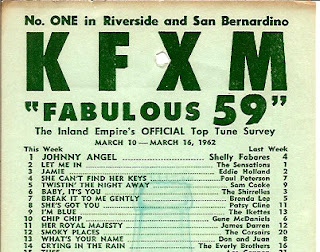 No. ONE in Riverside and San Bernardino
KFXM
"FABULOUS 59"
The Inland Empire's OFFICIAL Top Tune Survey
MARCH 10 — MARCH 16, 1962
This Week Last Week
1 JOHNNY ANGEL Shelly Fabares 4
2 LET ME IN The Sensations 1
3 JAMIE Eddie Holland 2
4 SHE CAN'T FIND HER KEYS Paul Peterson 7
5 TWISTIN' THE NIGHT AWAY Sam Cooke 9
6 BABY, IT'S YOU The Shirrelles 3
7 BREAK IT TO ME GENTLY Brenda Lee 5
8 SHE'S GOT YOU Patsy Cline 11
9 I'M BLUE The Ikettes 13
10 CHIP CHIP Gene McDaniels 6
11 HER ROYAL MAJESTY James Darren 12
12 SMOKY PLACES The Corsairs 20
13 WHAT'S YOUR NAME Don and Juan
14 CRYING IN THE RAIN The Everly Brothers